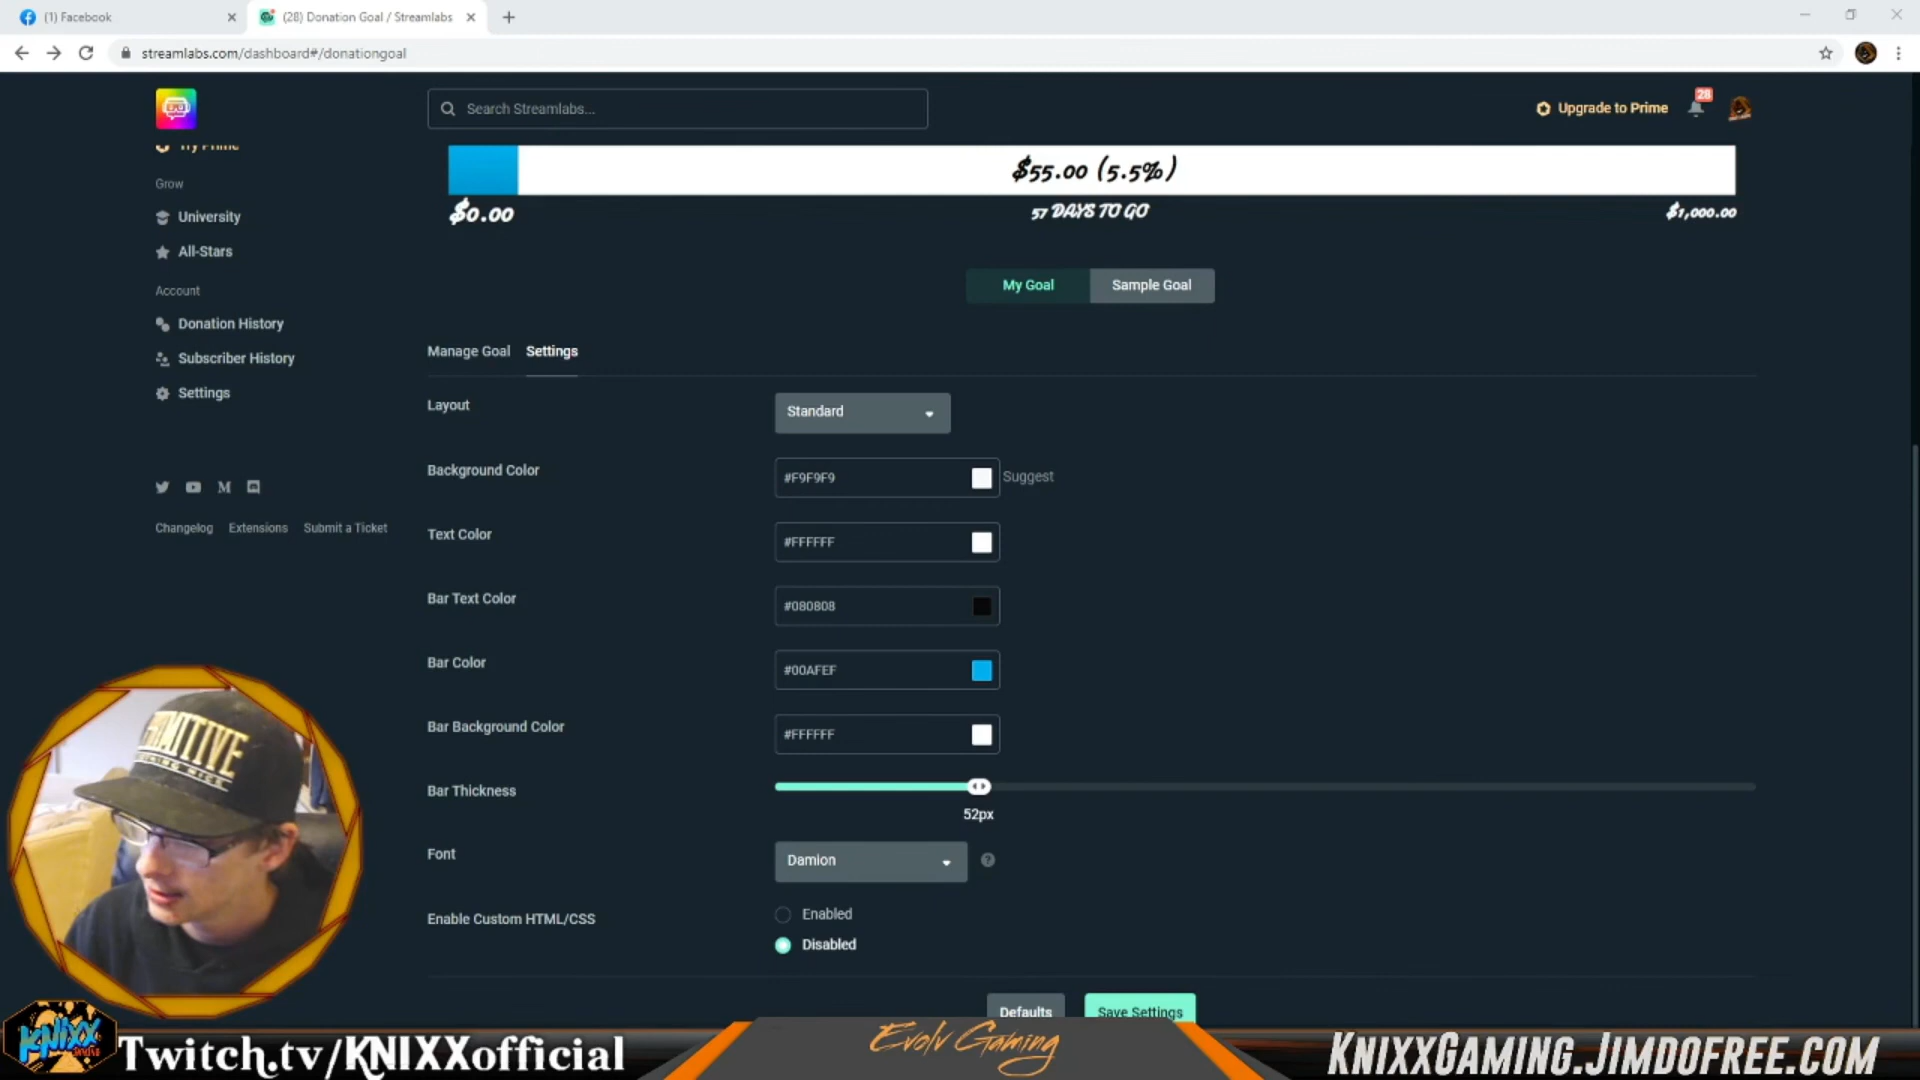 (1) Facebook
(28) Donation Goal / Streamlabs
streamlabs.com/dashboard#/donationgoal
Search Streamlabs...
Upgrade to Prime
28
Try Prime
$55.00 (5.5%)
$0.00
57 DAYS TO GO
$1,000.00
Grow
University
All-Stars
Account
Donation History
Subscriber History
Settings
Changelog
Extensions
Submit a Ticket
My Goal
Sample Goal
Manage Goal
Settings
Layout
Standard
Background Color
#F9F9F9
Suggest
Text Color
#FFFFFF
Bar Text Color
#080808
Bar Color
#00AFEF
Bar Background Color
#FFFFFF
Bar Thickness
52px
Font
Damion
Enable Custom HTML/CSS
Enabled
Disabled
Defaults
Save Settings
KNIXX
Twitch.tv/KNIXXofficial
Evolv Gaming
KnixxGaming.Jimdofree.com